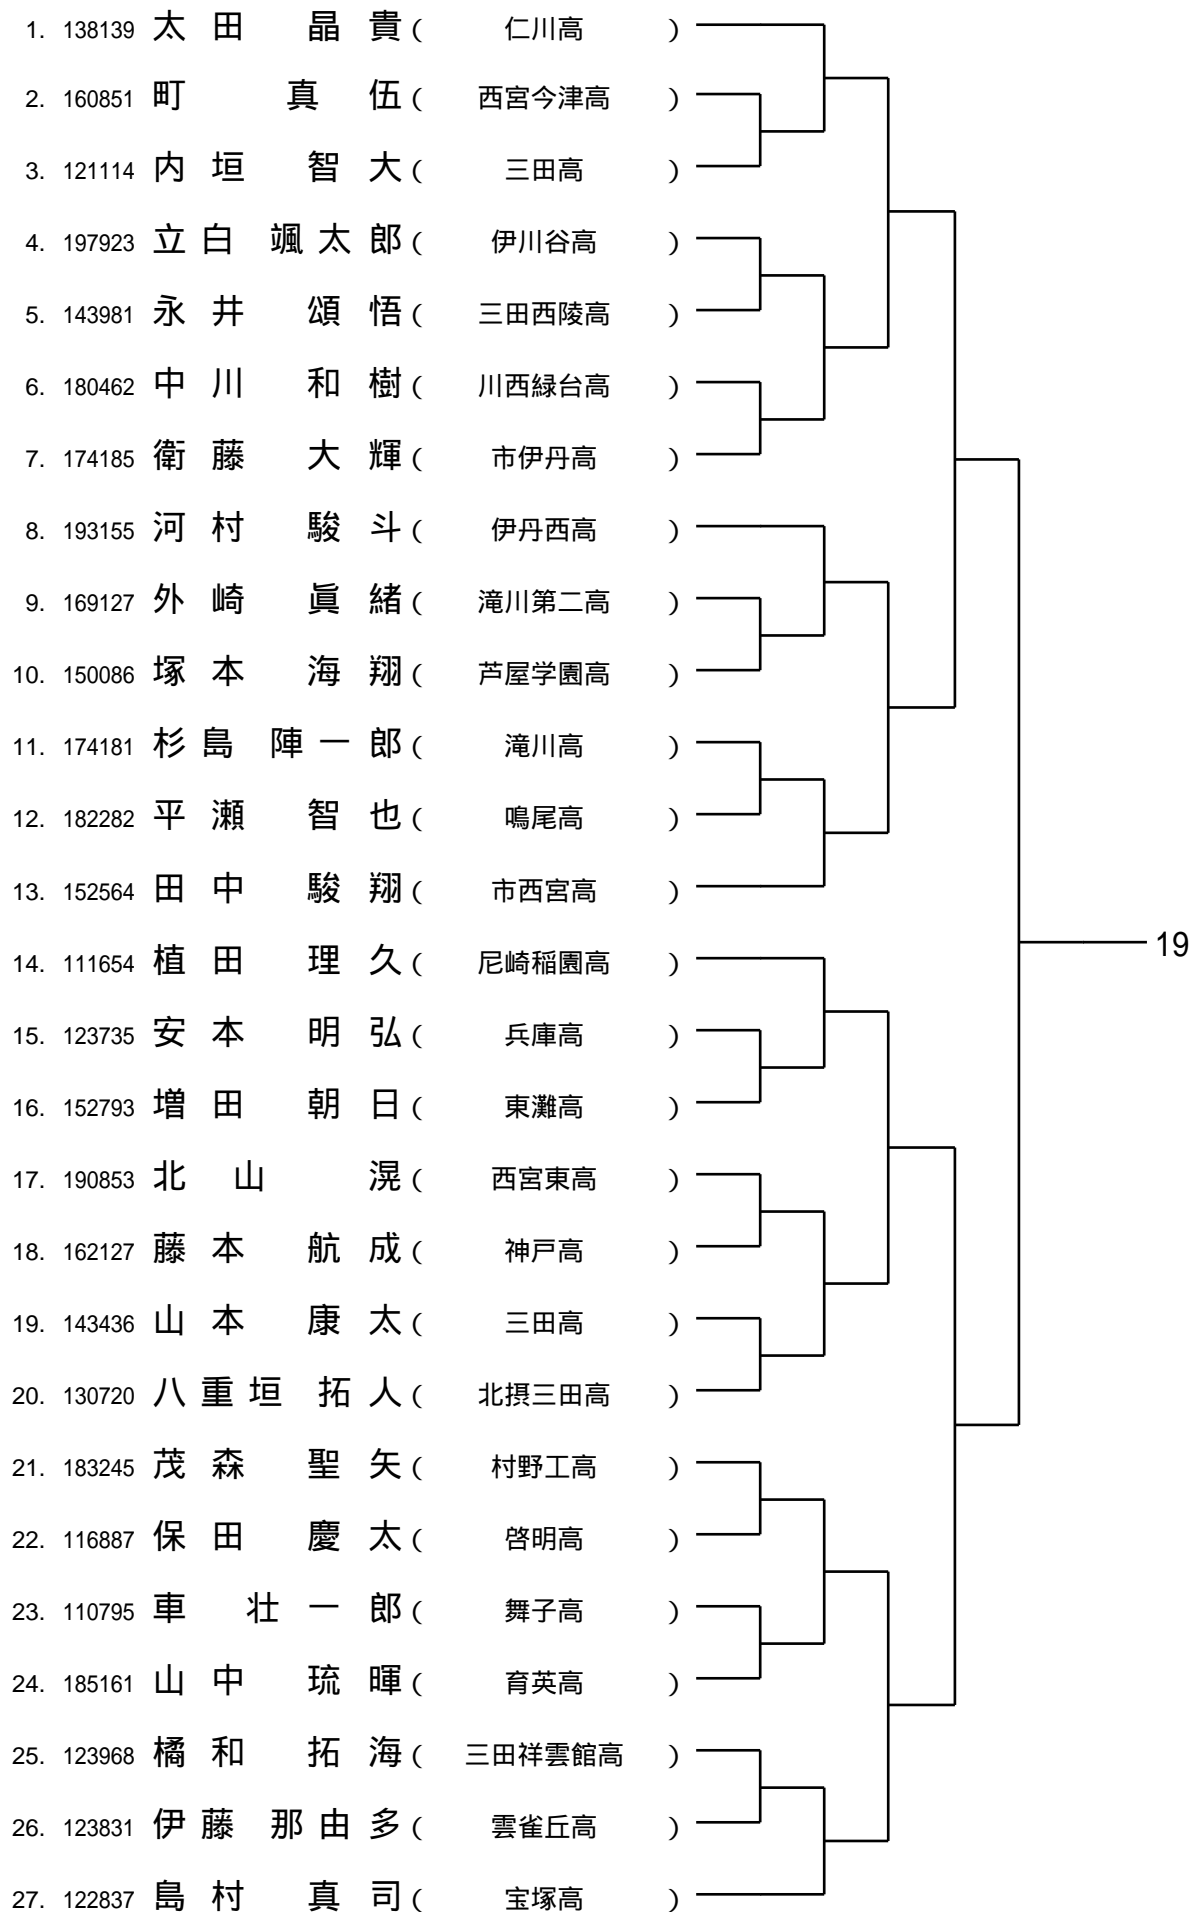 1. 138139 太田 晶貴 ( 仁川高 )
2. 160851 町 真伍 ( 西宮今津高 )
3. 121114 内垣 智大 ( 三田高 )
4. 197923 立白 颯太郎 ( 伊川谷高 )
5. 143981 永井 頌悟 ( 三田西陵高 )
6. 180462 中川 和樹 ( 川西緑台高 )
7. 174185 衛藤 大輝 ( 市伊丹高 )
8. 193155 河村 駿斗 ( 伊丹西高 )
9. 169127 外崎 眞緒 ( 滝川第二高 )
10. 150086 塚本 海翔 ( 芦屋学園高 )
11. 174181 杉島 陣一郎 ( 滝川高 )
12. 182282 平瀬 智也 ( 鳴尾高 )
13. 152564 田中 駿翔 ( 市西宮高 )
19
14. 111654 植田 理久 ( 尼崎稲園高 )
15. 123735 安本 明弘 ( 兵庫高 )
16. 152793 増田 朝日 ( 東灘高 )
17. 190853 北山 滉 ( 西宮東高 )
18. 162127 藤本 航成 ( 神戸高 )
19. 143436 山本 康太 ( 三田高 )
20. 130720 八重垣 拓人 ( 北摂三田高 )
21. 183245 茂森 聖矢 ( 村野工高 )
22. 116887 保田 慶太 ( 啓明高 )
23. 110795 車 壮一郎 ( 舞子高 )
24. 185161 山中 琉暉 ( 育英高 )
25. 123968 橘和 拓海 ( 三田祥雲館高 )
26. 123831 伊藤 那由多 ( 雲雀丘高 )
27. 122837 島村 真司 ( 宝塚高 )